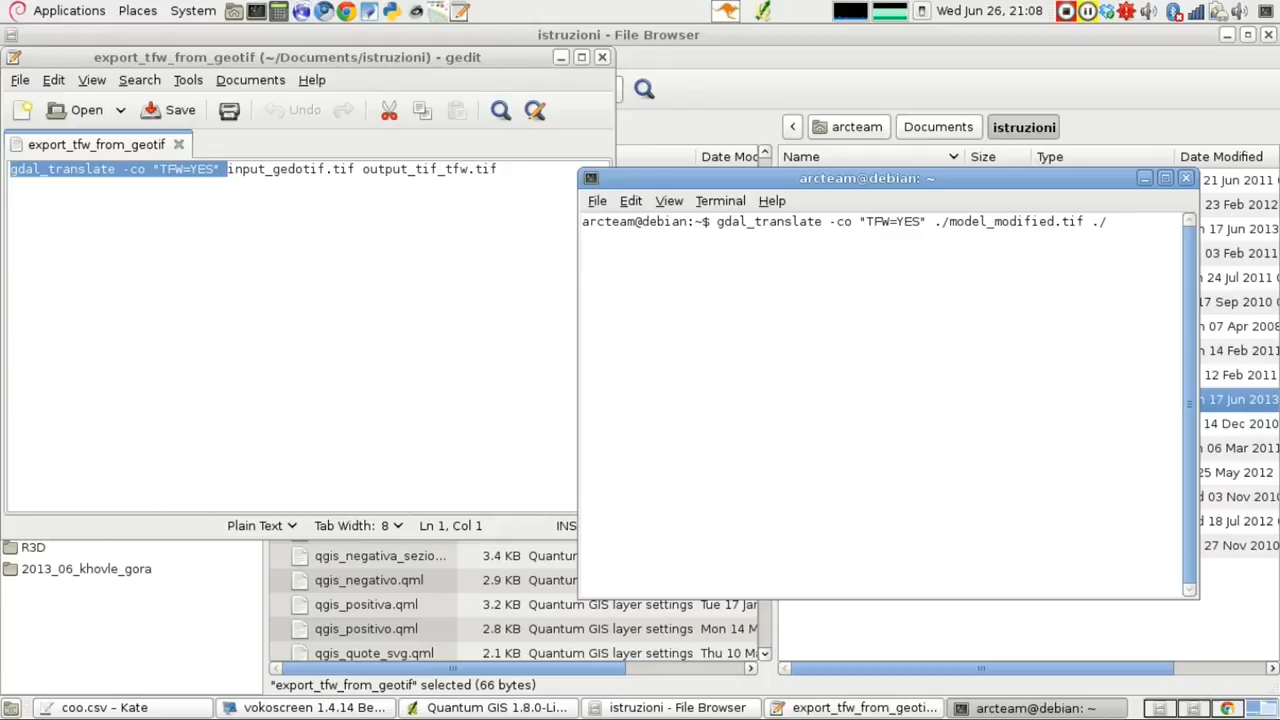 Applications Places System
Wed Jun 26, 21:08
istruzioni - File Browser
export_tfw_from_geotif (~/Documents/istruzioni) - gedit
File Edit View Search Tools Documents Help
Open Save Undo
export_tfw_from_geotif
gdal_translate -co "TFW=YES" input_gedotif.tif output_tif_tfw.tif
Plain Text Tab Width: 8 Ln 1, Col 1 INS
arcteam Documents istruzioni
Date Moc Name Size Type Date Modified
arcteam@debian: ~
File Edit View Terminal Help
arcteam@debian:~$ gdal_translate -co "TFW=YES" ./model_modified.tif ./
21 Jun 2011
23 Feb 2012
17 Jun 2013
03 Feb 2011
24 Jul 2011
17 Sep 2010
07 Apr 2008
14 Feb 2011
12 Feb 2011
17 Jun 2013
14 Dec 2010
06 Mar 2011
25 May 2012
03 Nov 2010
18 Jul 2012
27 Nov 2010
R3D
2013_06_khovle_gora
qgis_negativa_sezio... 3.4 KB Quantur
qgis_negativo.qml 2.9 KB Quantur
qgis_positiva.qml 3.2 KB Quantum GIS layer settings Tue 17 Jar
qgis_positivo.qml 2.8 KB Quantum GIS layer settings Mon 14 M
qgis_quote_svg.qml 2.1 KB Quantum GIS layer settings Thu 10 Ma
"export_tfw_from_geotif" selected (66 bytes)
coo.csv - Kate
vokoscreen 1.4.14 Be...
Quantum GIS 1.8.0-Li...
istruzioni - File Browser
export_tfw_from_geoti...
arcteam@debian: ~